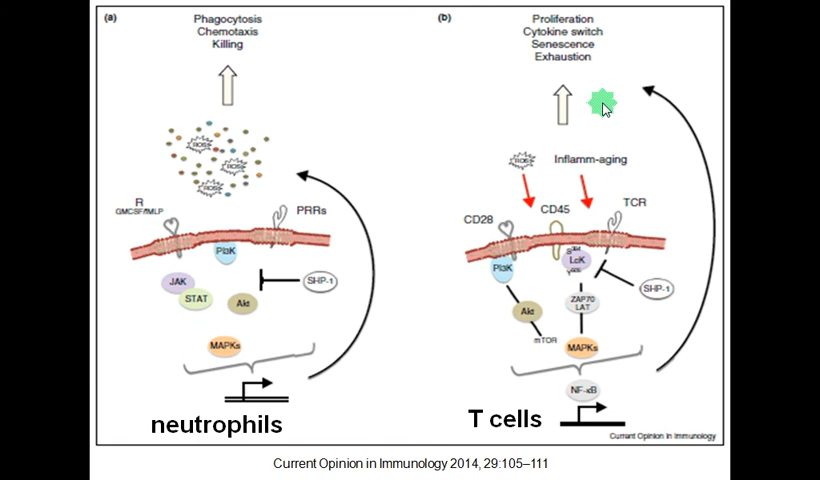 (a)
Phagocytosis
Chemotaxis
Killing
ROS
ROS
ROS
R
GMCSF/fMLP
PRRs
PI3K
JAK
STAT
Akt
SHP-1
MAPKs
neutrophils
(b)
Proliferation
Cytokine switch
Senescence
Exhaustion
ROS
Inflamm-aging
CD28
CD45
TCR
PI3K
LcK
SHP-1
Akt
ZAP70
LAT
mTOR
MAPKs
NF-κB
T cells
Current Opinion in Immunology
Current Opinion in Immunology 2014, 29:105–111